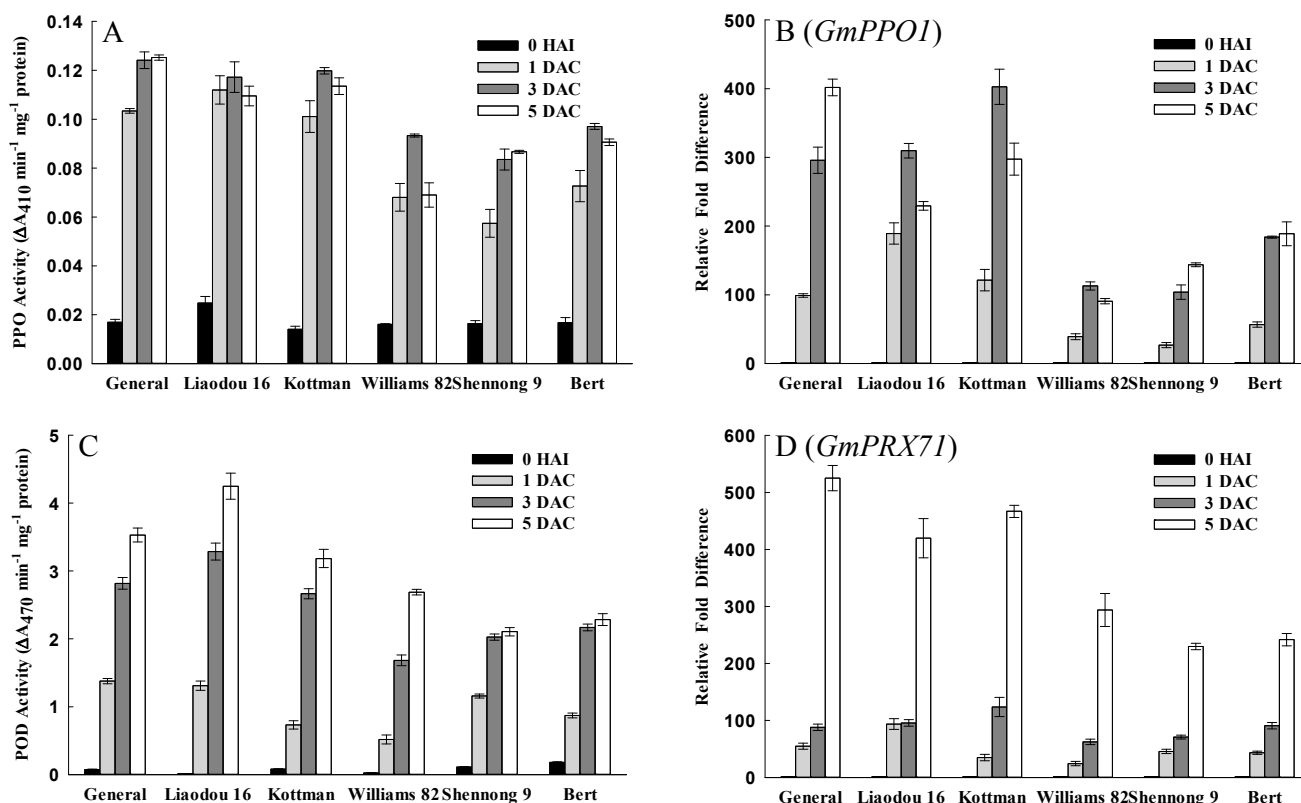 A
PPO Activity (ΔA410 min-1 mg-1 protein)
0.14
0.12
0.10
0.08
0.06
0.04
0.02
0.00
0 HAI
1 DAC
3 DAC
5 DAC
General Liaodou 16 Kottman Williams 82 Shennong 9 Bert
B (GmPPO1)
Relative Fold Difference
500
400
300
200
100
0
0 HAI
1 DAC
3 DAC
5 DAC
General Liaodou 16 Kottman Williams 82 Shennong 9 Bert
C
POD Activity (ΔA470 min-1 mg-1 protein)
5
4
3
2
1
0
0 HAI
1 DAC
3 DAC
5 DAC
General Liaodou 16 Kottman Williams 82 Shennong 9 Bert
D (GmPRX71)
Relative Fold Difference
600
500
400
300
200
100
0
0 HAI
1 DAC
3 DAC
5 DAC
General Liaodou 16 Kottman Williams 82 Shennong 9 Bert